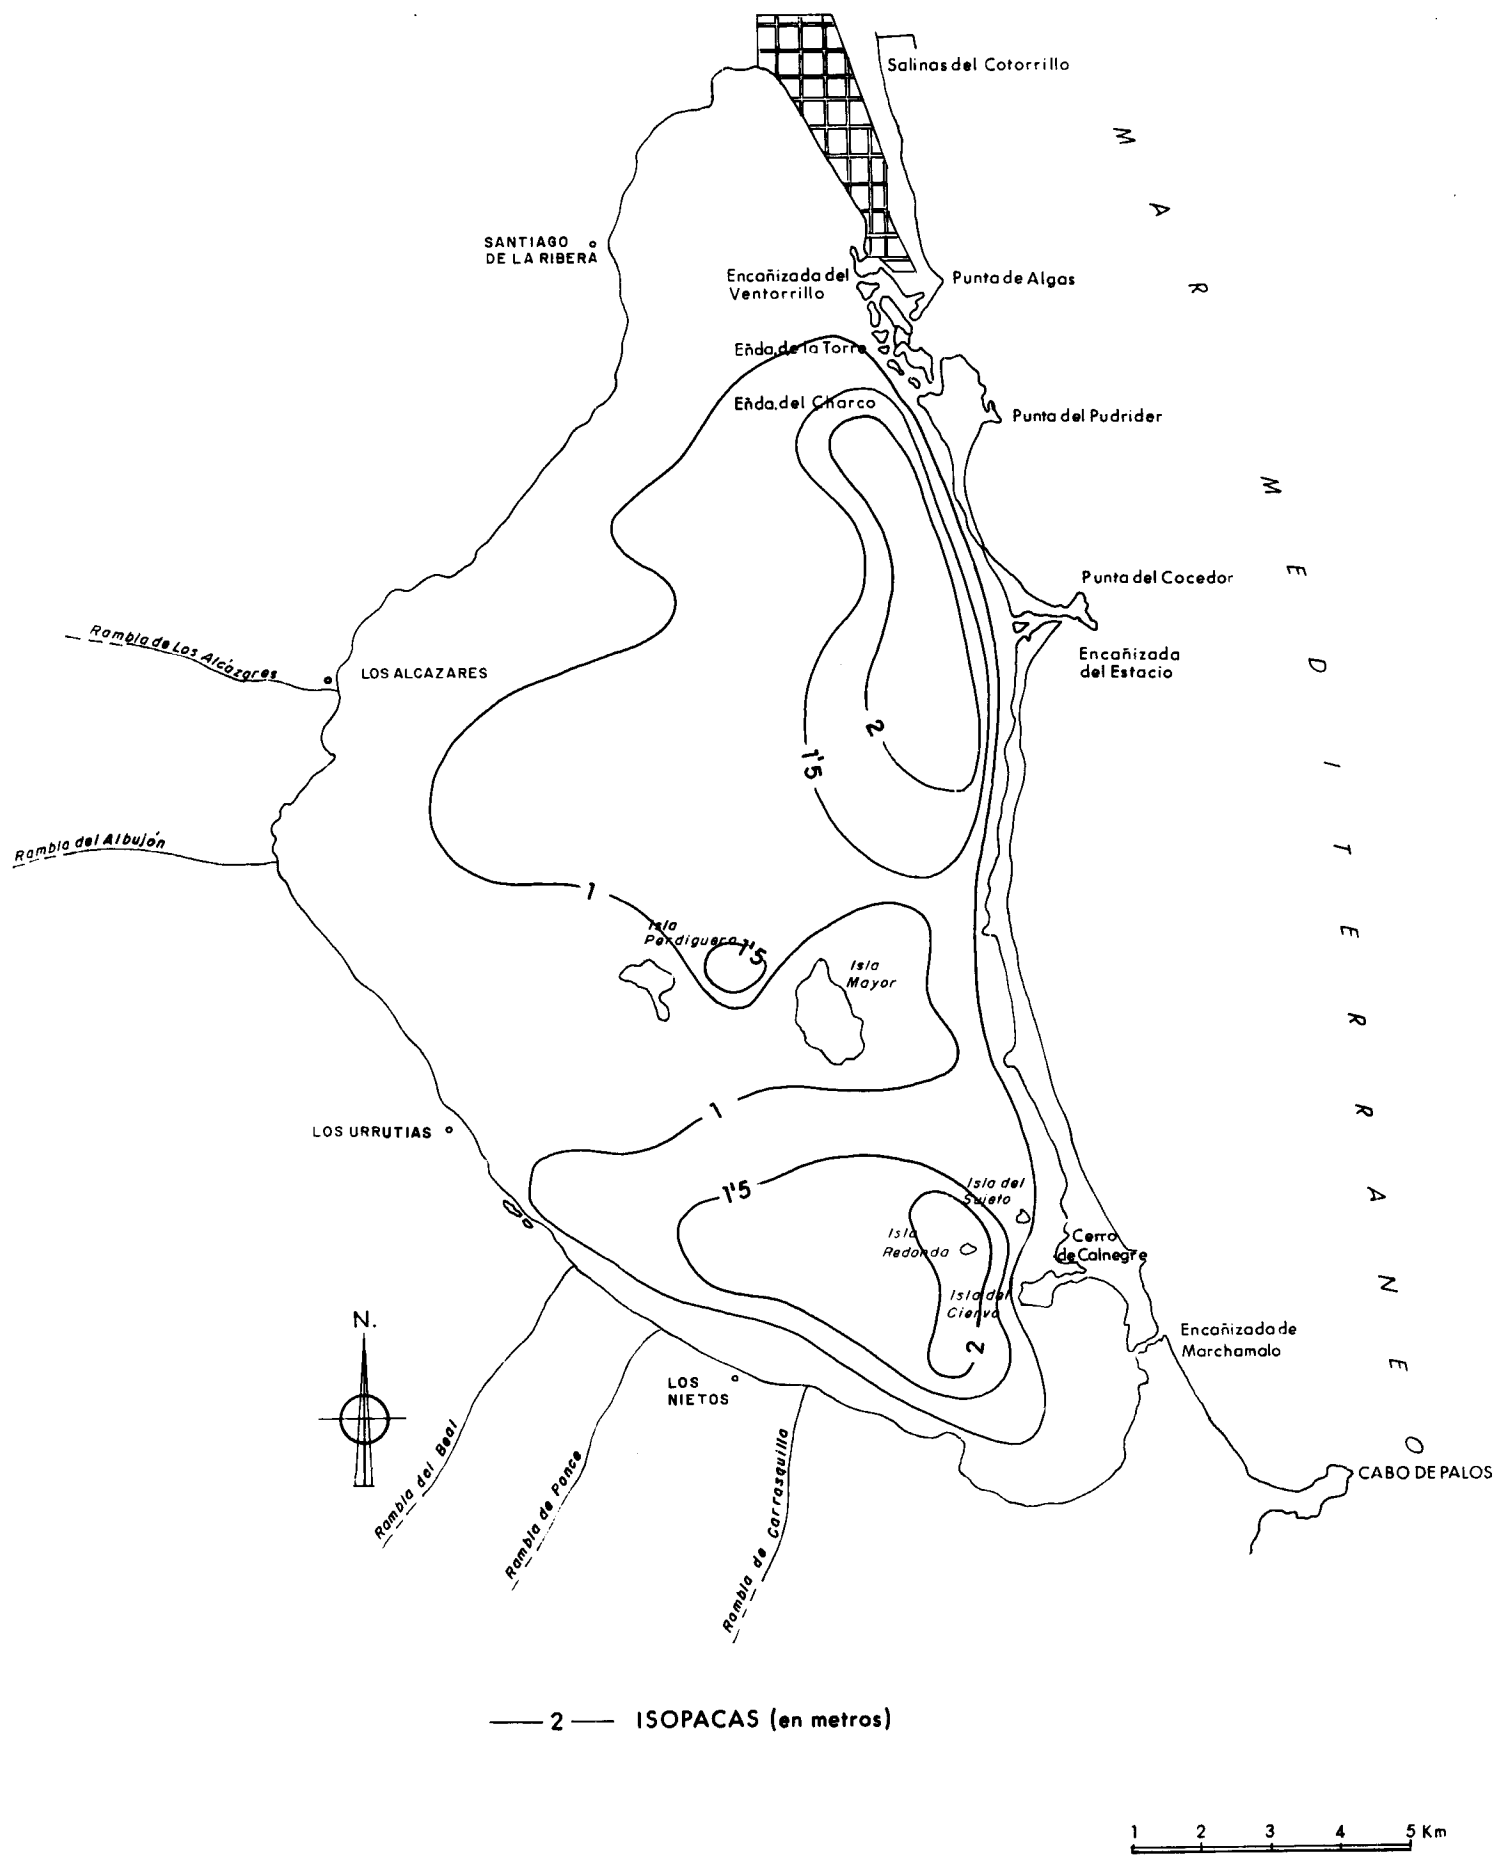 Salinas del Cotorrillo
MAR MEDITERRANEO
SANTIAGO
DE LA RIBERA
Encañizada del
Ventorrillo
Punta de Algas
Eñda. de la Torre
Eñda. del Charco
Punta del Pudrider
Punta del Cocedor
Rambla de Los Alcázares
LOS ALCAZARES
Encañizada
del Estacio
2
1'5
Rambla del Albujón
1
Isla
Perdiguera
1'5
Isla
Mayor
1
LOS URRUTIAS
1'5
Isla del
Sujeto
Isla
Redonda
Cerro
de Calnegre
Isla del
Ciervo
N.
2
Encañizada de
Marchamalo
LOS
NIETOS
Rambla del Beal
Rambla de Ponce
Rambla de Carrasquilla
CABO DE PALOS
2 ISOPACAS (en metros)
1 2 3 4 5 Km